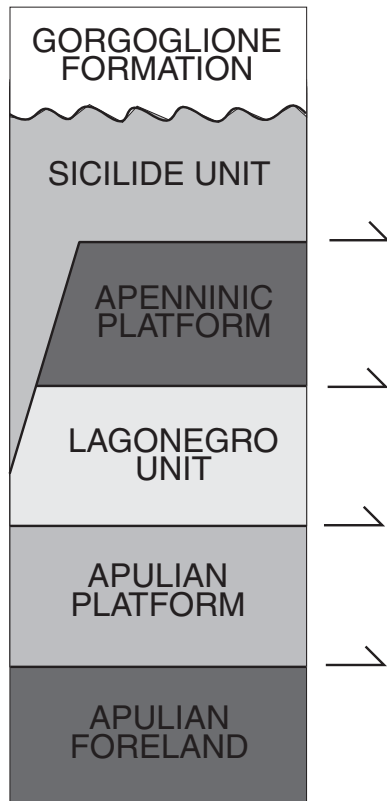 GORGOGLIONE
FORMATION
SICILIDE UNIT
APENNINIC
PLATFORM
LAGONEGRO
UNIT
APULIAN
PLATFORM
APULIAN
FORELAND